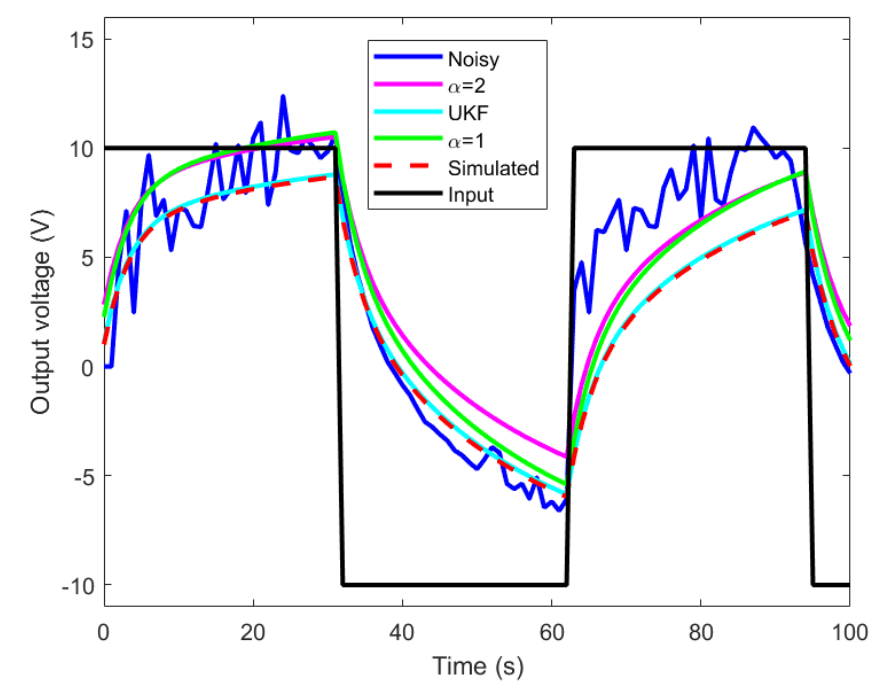 15
10
5
0
-5
-10
Output voltage (V)
Noisy
α=2
UKF
α=1
Simulated
Input
0
20
40
60
80
100
Time (s)